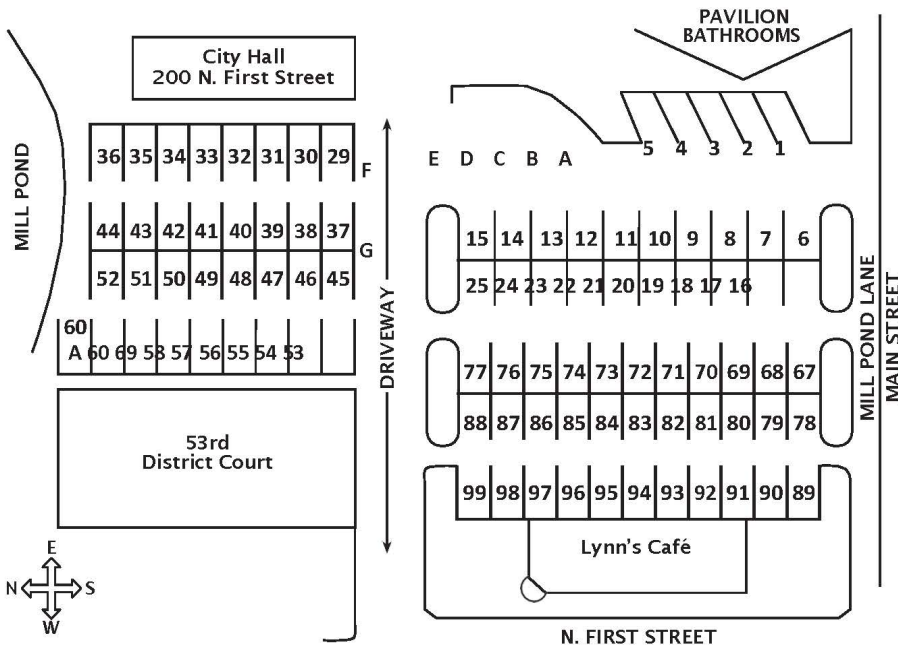 PAVILION
BATHROOMS
City Hall
200 N. First Street
MILL POND
36 35 34 33 32 31 30 29
F
5 4 3 2 1
E D C B A
44 43 42 41 40 39 38 37
G
52 51 50 49 48 47 46 45
15 14 13 12 11 10 9 8 7 6
25 24 23 22 21 20 19 18 17 16
DRIVEWAY
MILL POND LANE
MAIN STREET
60
A 60 69 58 57 56 55 54 53
77 76 75 74 73 72 71 70 69 68 67
88 87 86 85 84 83 82 81 80 79 78
53rd
District Court
99 98 97 96 95 94 93 92 91 90 89
Lynn's Café
E
N S
W
N. FIRST STREET